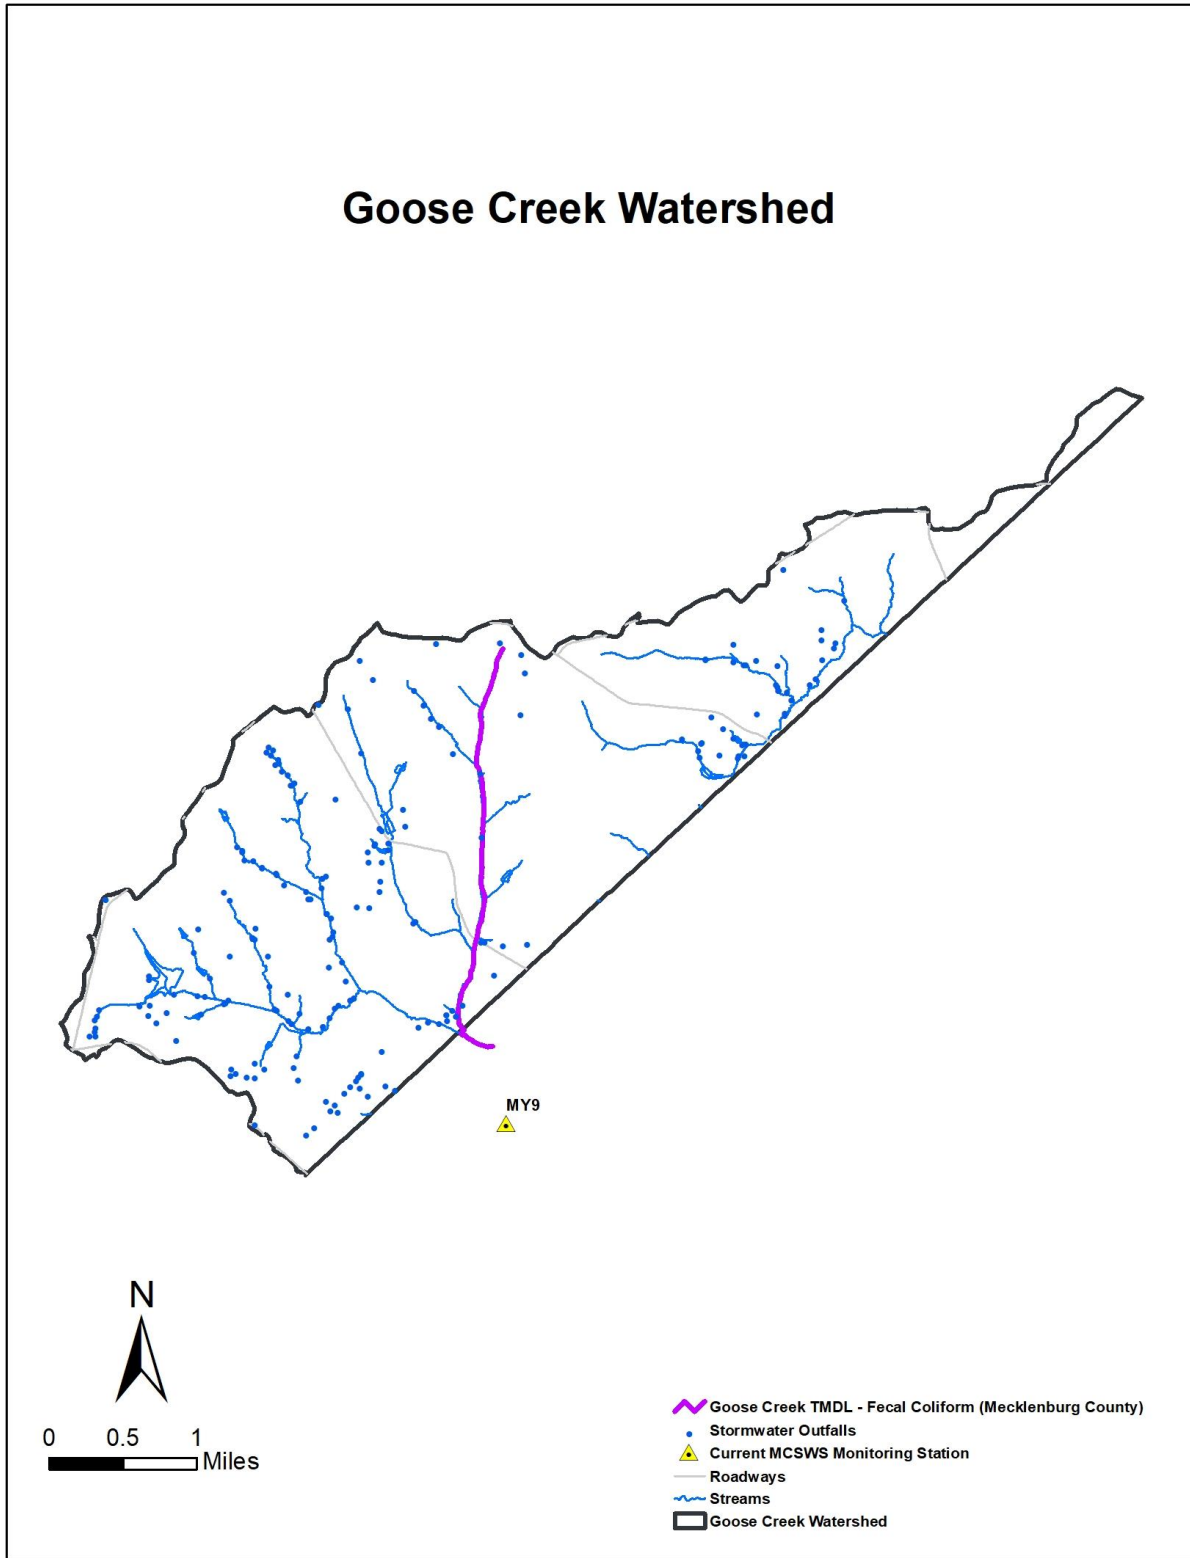 Goose Creek Watershed
MY9
N
0 0.5 1
Miles
Goose Creek TMDL - Fecal Coliform (Mecklenburg County)
Stormwater Outfalls
Current MCSWS Monitoring Station
Roadways
Streams
Goose Creek Watershed